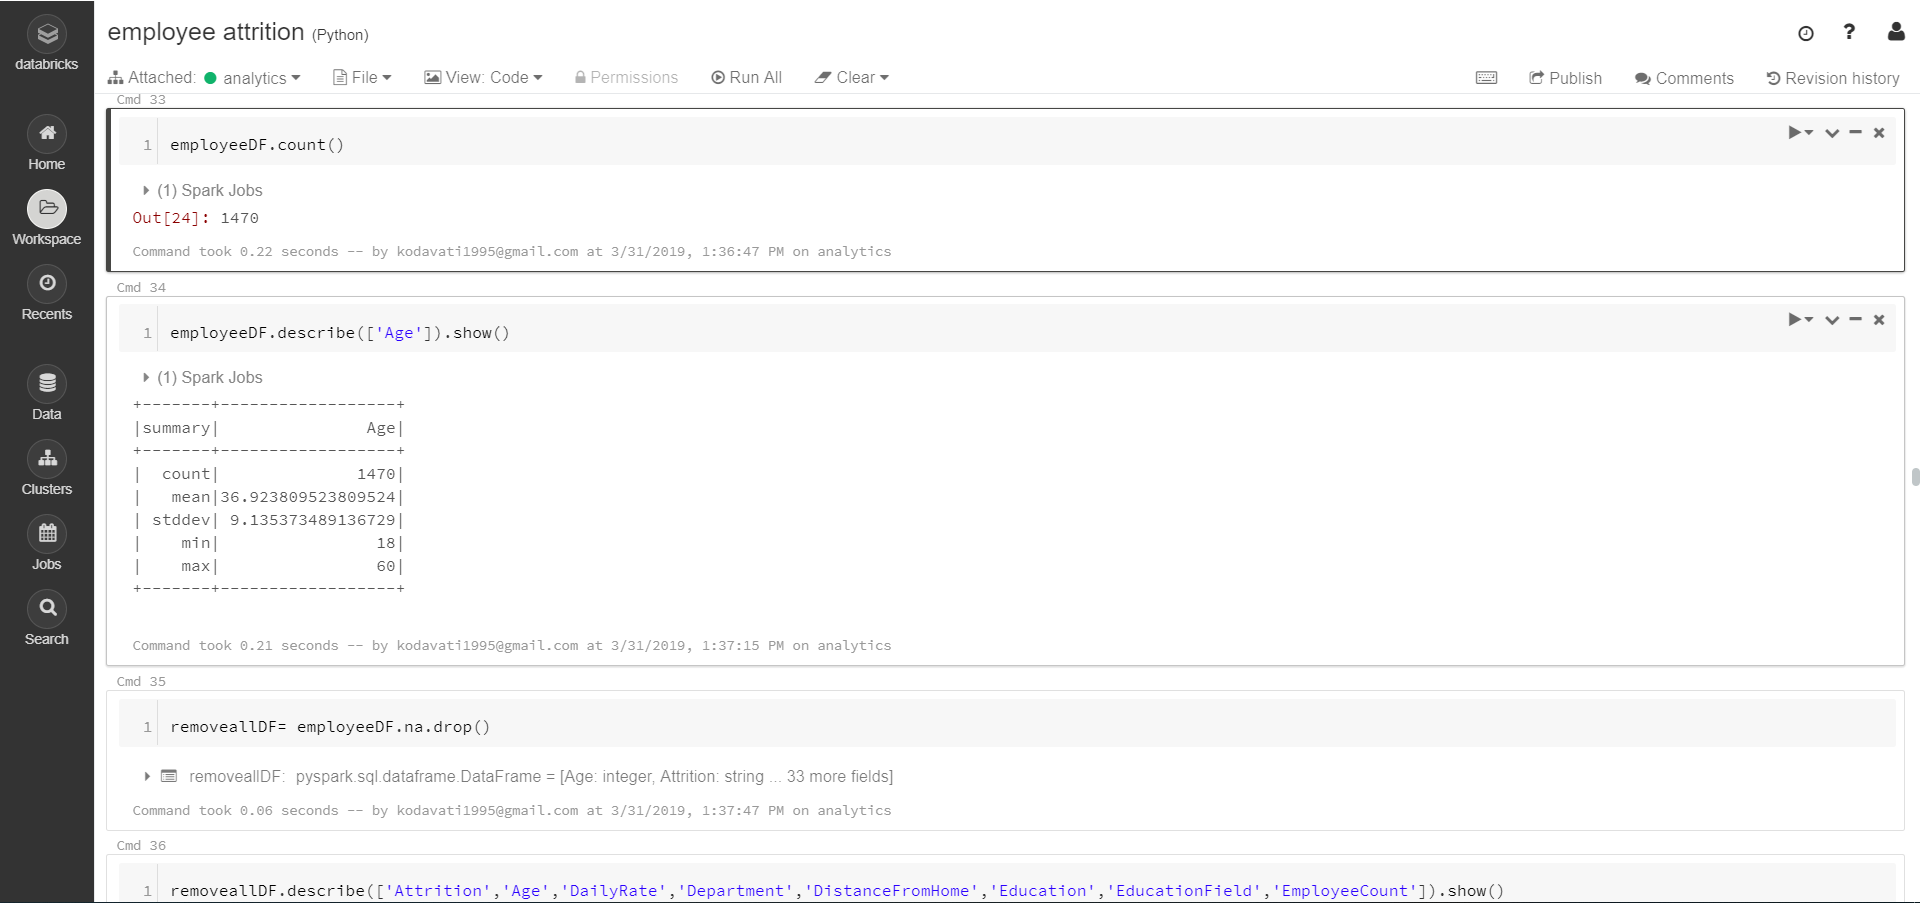 databricks
Home
Workspace
Recents
Data
Clusters
Jobs
Search
employee attrition (Python)
Attached: analytics File View: Code Permissions Run All Clear Publish Comments Revision history
Cmd 33
1 employeeDF.count()
(1) Spark Jobs
Out[24]: 1470
Command took 0.22 seconds -- by kodavati1995@gmail.com at 3/31/2019, 1:36:47 PM on analytics
Cmd 34
1 employeeDF.describe(['Age']).show()
(1) Spark Jobs
+-------+------------------+
|summary|               Age|
+-------+------------------+
|  count|              1470|
|   mean|36.923809523809524|
| stddev| 9.135373489136729|
|    min|                18|
|    max|                60|
+-------+------------------+
Command took 0.21 seconds -- by kodavati1995@gmail.com at 3/31/2019, 1:37:15 PM on analytics
Cmd 35
1 removeallDF= employeeDF.na.drop()
removeallDF: pyspark.sql.dataframe.DataFrame = [Age: integer, Attrition: string ... 33 more fields]
Command took 0.06 seconds -- by kodavati1995@gmail.com at 3/31/2019, 1:37:47 PM on analytics
Cmd 36
1 removeallDF.describe(['Attrition','Age','DailyRate','Department','DistanceFromHome','Education','EducationField','EmployeeCount']).show()